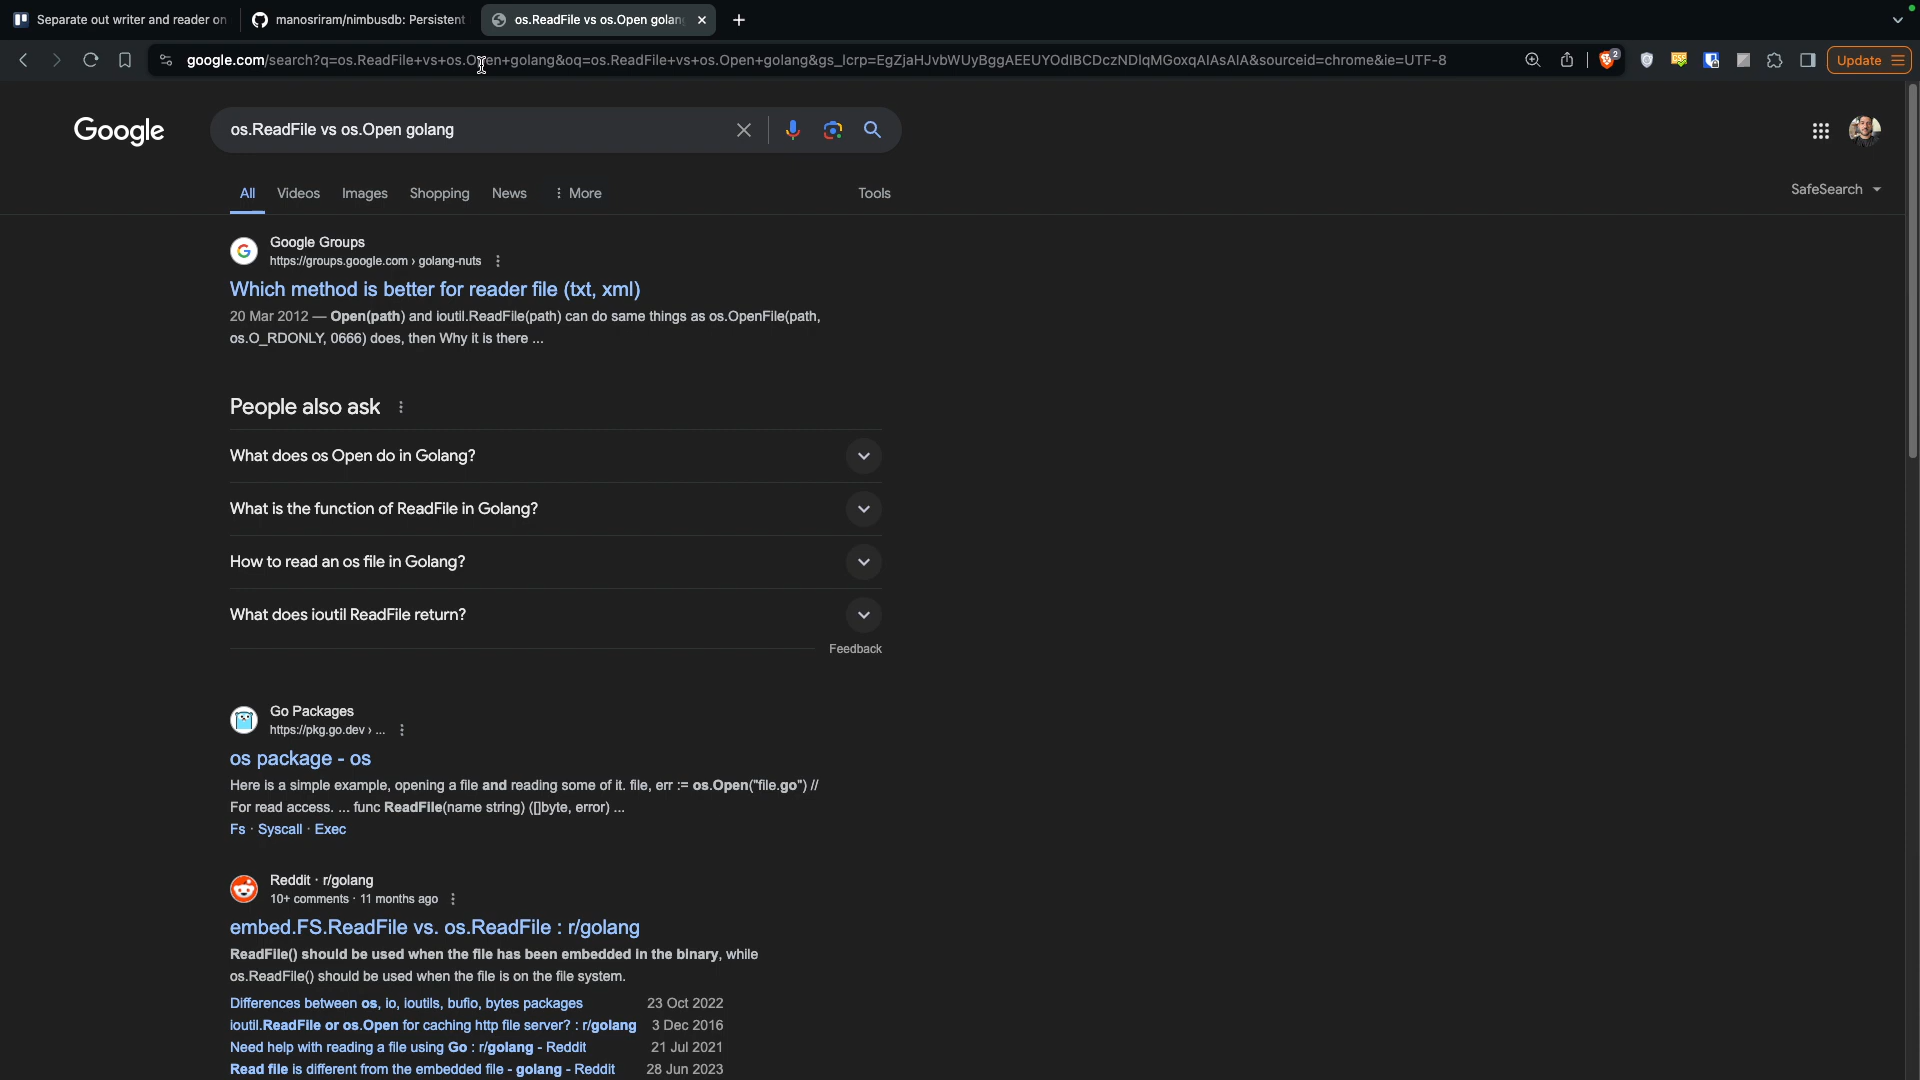 Separate out writer and reader on
manosriram/nimbusdb: Persistent
os.ReadFile vs os.Open golan
google.com/search?q=os.ReadFile+vs+os.Open+golang&oq=os.ReadFile+vs+os.Open+golang&gs_lcrp=EgZjaHJvbWUyBggAEEUYOdIBCDczNDlqMGoxqAIAsAIA&sourceid=chrome&ie=UTF-8
2
Update
Google
os.ReadFile vs os.Open golang
All
Videos
Images
Shopping
News
More
Tools
SafeSearch
Google Groups
https://groups.google.com › golang-nuts
Which method is better for reader file (txt, xml)
20 Mar 2012 — Open(path) and ioutil.ReadFile(path) can do same things as os.OpenFile(path,
os.O_RDONLY, 0666) does, then Why it is there ...
People also ask
What does os Open do in Golang?
What is the function of ReadFile in Golang?
How to read an os file in Golang?
What does ioutil ReadFile return?
Feedback
Go Packages
https://pkg.go.dev › ...
os package - os
Here is a simple example, opening a file and reading some of it. file, err := os.Open("file.go") //
For read access. ... func ReadFile(name string) ([]byte, error) ...
Fs · Syscall · Exec
Reddit · r/golang
10+ comments · 11 months ago
embed.FS.ReadFile vs. os.ReadFile : r/golang
ReadFile() should be used when the file has been embedded in the binary, while
os.ReadFile() should be used when the file is on the file system.
Differences between os, io, ioutils, bufio, bytes packages 23 Oct 2022
ioutil.ReadFile or os.Open for caching http file server? : r/golang 3 Dec 2016
Need help with reading a file using Go : r/golang - Reddit 21 Jul 2021
Read file is different from the embedded file - golang - Reddit 28 Jun 2023